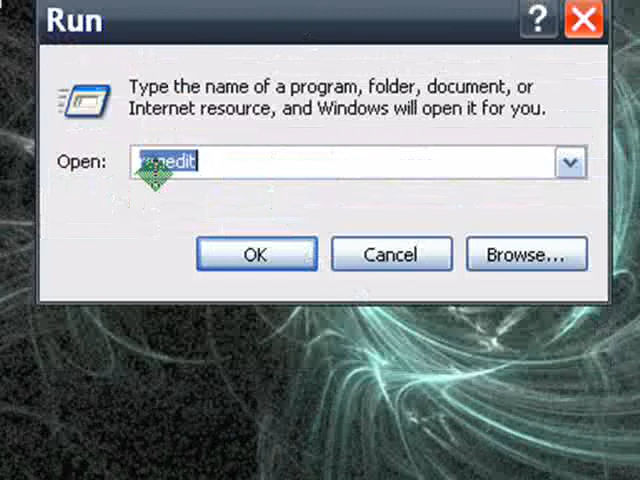 Run
?
Type the name of a program, folder, document, or
Internet resource, and Windows will open it for you.
Open:
regedit
OK
Cancel
Browse...